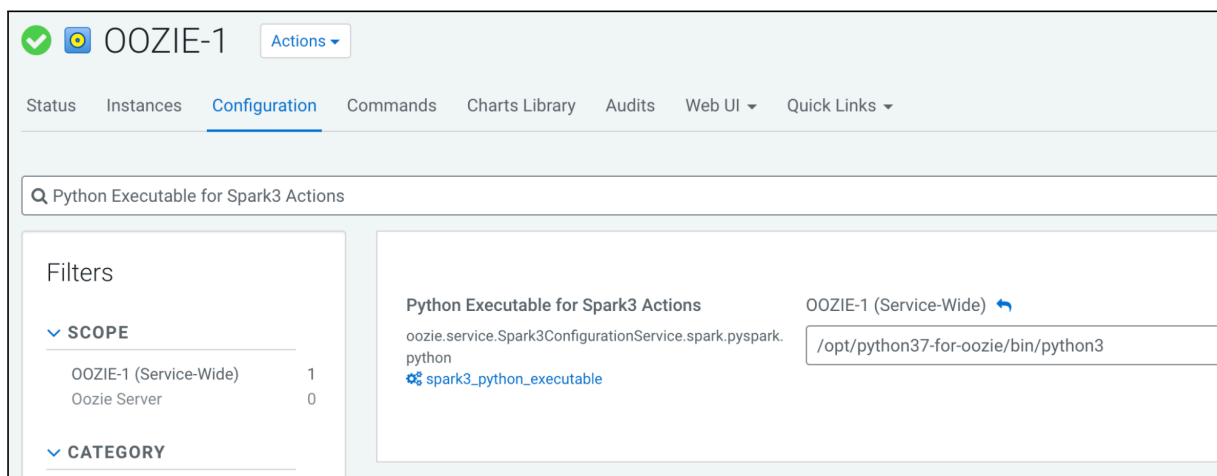 OOZIE-1 Actions
Status Instances Configuration Commands Charts Library Audits Web UI Quick Links
Python Executable for Spark3 Actions
Filters
SCOPE
OOZIE-1 (Service-Wide) 1
Oozie Server 0
CATEGORY
Python Executable for Spark3 Actions
oozie.service.Spark3ConfigurationService.spark.pyspark.
python
spark3_python_executable
OOZIE-1 (Service-Wide)
/opt/python37-for-oozie/bin/python3